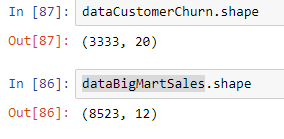 In [87]: dataCustomerChurn.shape
Out[87]: (3333, 20)
In [86]: dataBigMartSales.shape
Out[86]: (8523, 12)